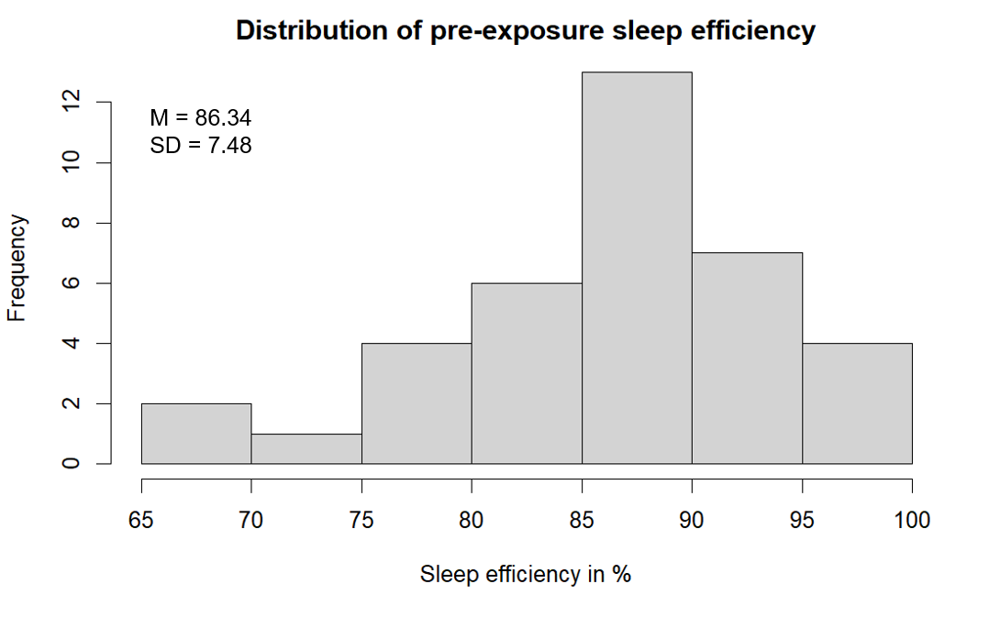 Distribution of pre-exposure sleep efficiency
M = 86.34
SD = 7.48
Frequency
12
10
8
6
4
2
0
65 70 75 80 85 90 95 100
Sleep efficiency in %